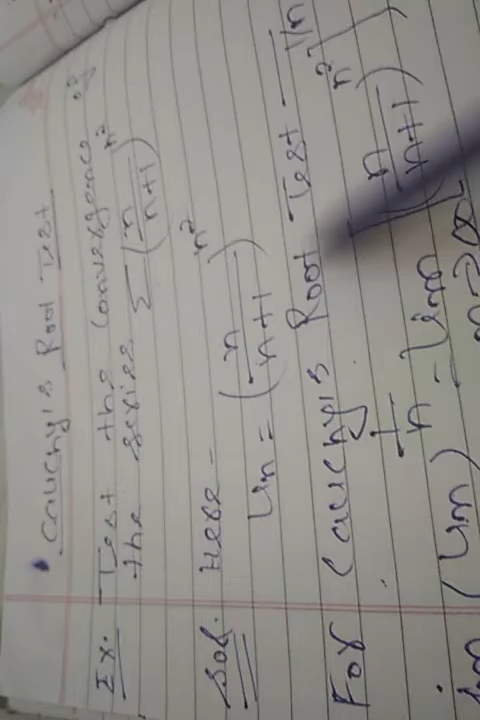 • Cauchy's Root Test
Ex. Test the convergence of
the series Σ (n/n+1)^n²
Sol. Here -
Un = (n/n+1)^n²
For Cauchy's Root Test -
(Un)^1/n = Lim [(n/n+1)^n²]^1/n
n→∞